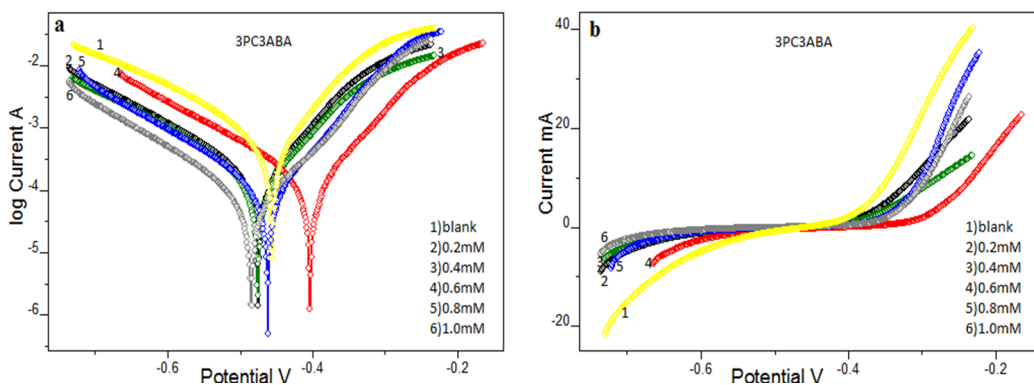 a
3PC3ABA
1
2
5
4
6
3
-2
-3
-4
-5
-6
log Current A
1)blank
2)0.2mM
3)0.4mM
4)0.6mM
5)0.8mM
6)1.0mM
-0.6
-0.4
-0.2
Potential V
b
3PC3ABA
40
20
0
-20
Current mA
6
3
5
2
4
1
1)blank
2)0.2mM
3)0.4mM
4)0.6mM
5)0.8mM
6)1.0mM
-0.6
-0.4
-0.2
Potential V